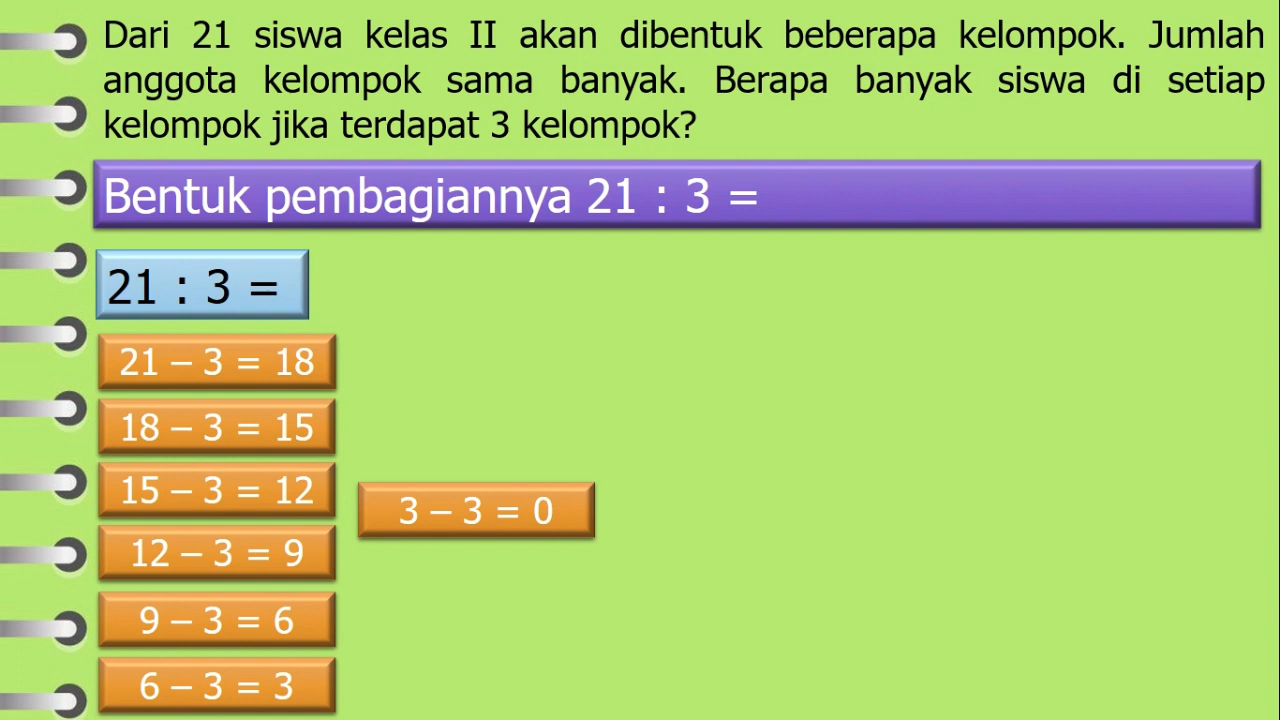 Dari 21 siswa kelas II akan dibentuk beberapa kelompok. Jumlah
anggota kelompok sama banyak. Berapa banyak siswa di setiap
kelompok jika terdapat 3 kelompok?
Bentuk pembagiannya 21 : 3 =
21 : 3 =
21 – 3 = 18
18 – 3 = 15
15 – 3 = 12
12 – 3 = 9
9 – 3 = 6
6 – 3 = 3
3 – 3 = 0